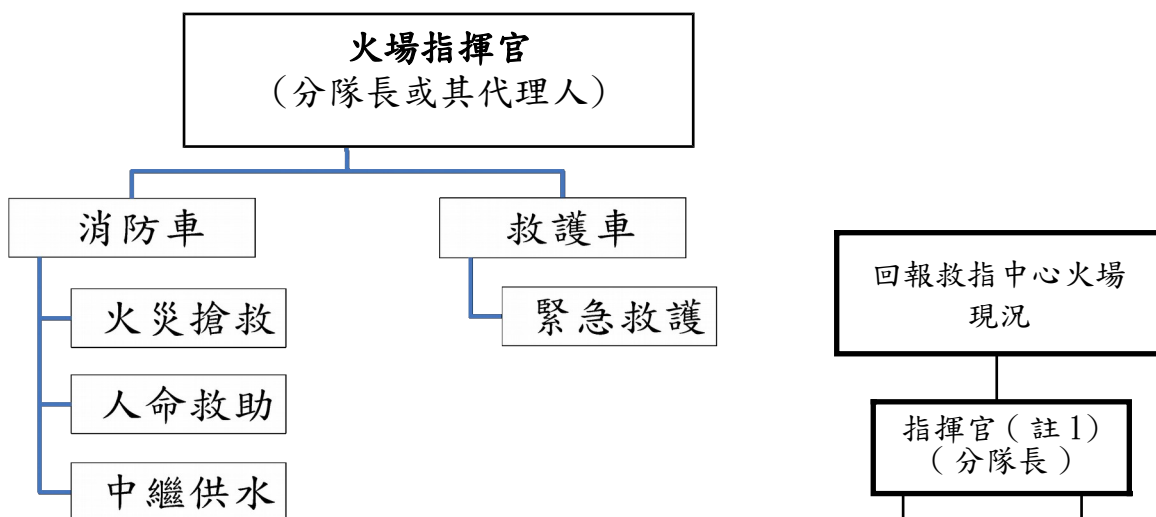 火場指揮官
（分隊長或其代理人）
消防車
救護車
火災搶救
緊急救護
人命救助
中繼供水
回報救指中心火場
現況
指揮官（註1）
（分隊長）